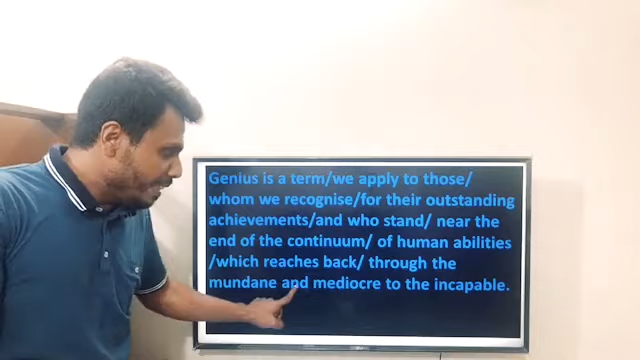 Genius is a term/we apply to those/
whom we recognise/for their outstanding
achievements/and who stand/ near the
end of the continuum/ of human abilities
/which reaches back/ through the
mundane and mediocre to the incapable.